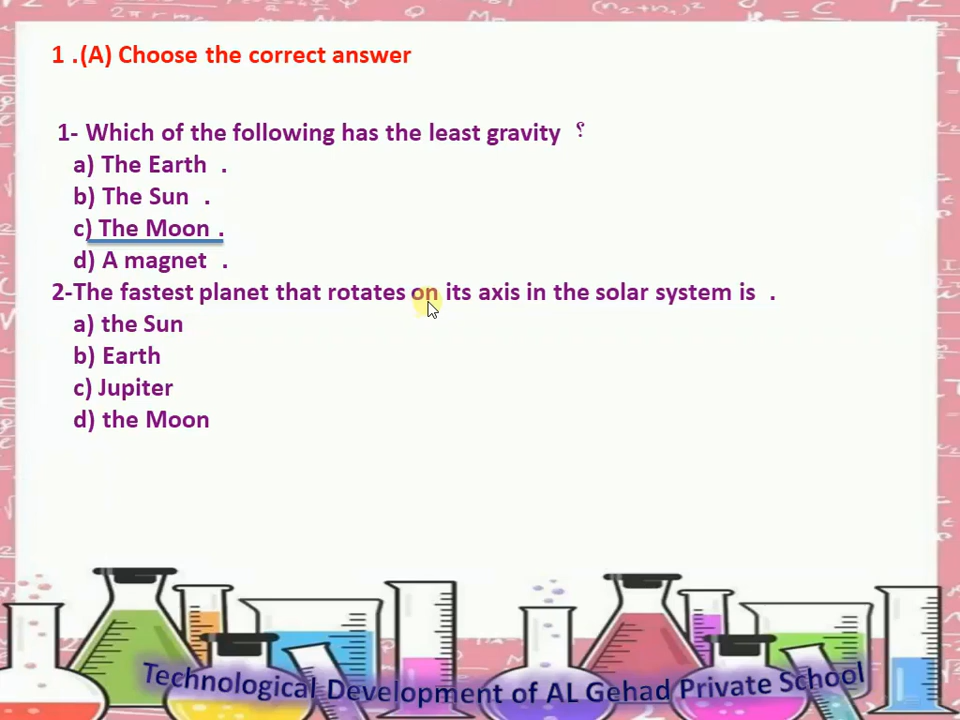 1 .(A) Choose the correct answer
1- Which of the following has the least gravity ؟
a) The Earth .
b) The Sun .
c) The Moon .
d) A magnet .
2-The fastest planet that rotates on its axis in the solar system is .
a) the Sun
b) Earth
c) Jupiter
d) the Moon
Technological Development of AL Gehad Private School